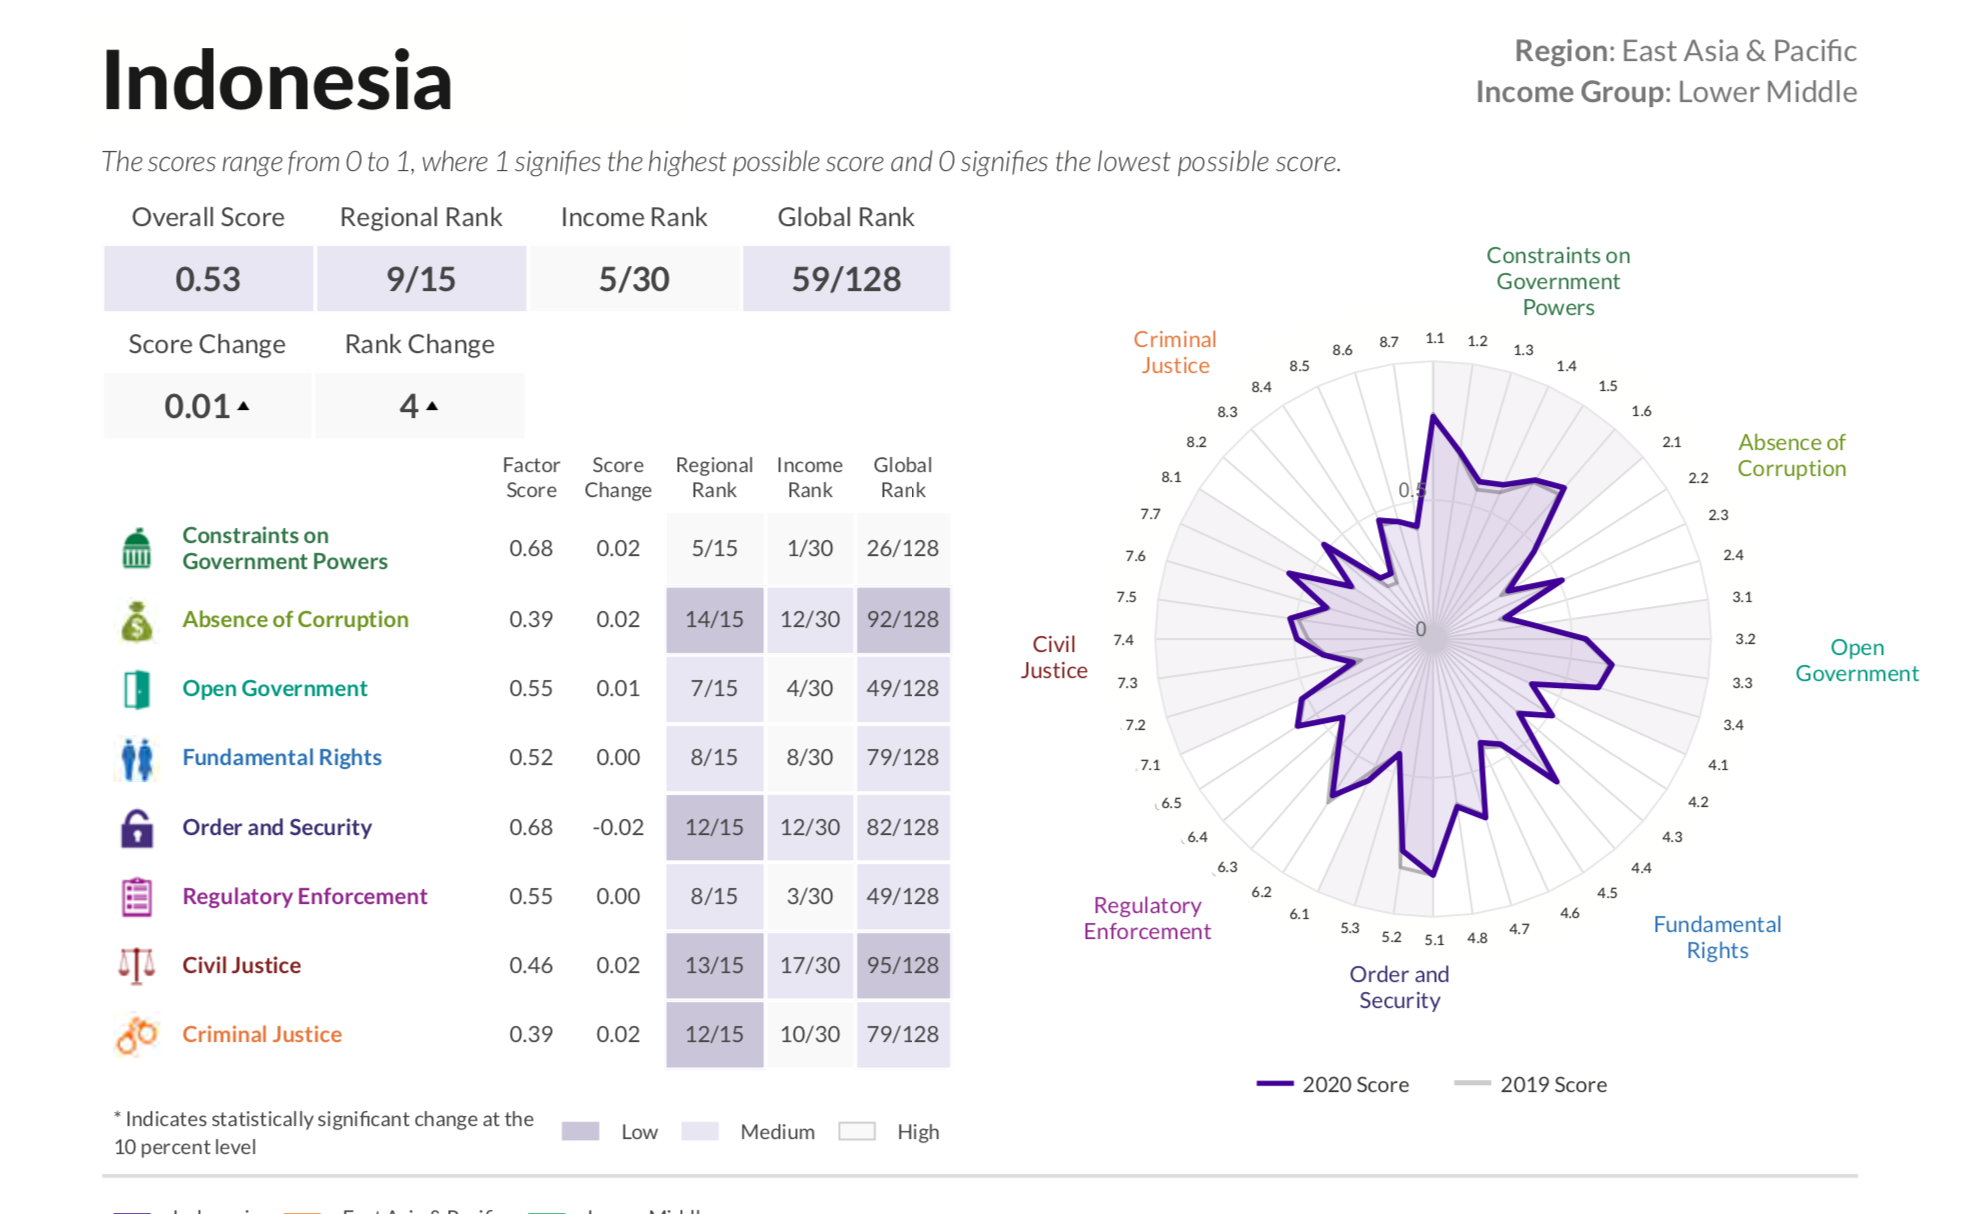 Indonesia
Region: East Asia & Pacific
Income Group: Lower Middle
The scores range from 0 to 1, where 1 signifies the highest possible score and 0 signifies the lowest possible score.
Overall Score Regional Rank Income Rank Global Rank
0.53 9/15 5/30 59/128
Score Change Rank Change
0.01 ▲ 4 ▲
Factor Score Regional Income Global
Score Change Rank Rank Rank
Constraints on
Government Powers 0.68 0.02 5/15 1/30 26/128
Absence of Corruption 0.39 0.02 14/15 12/30 92/128
Open Government 0.55 0.01 7/15 4/30 49/128
Fundamental Rights 0.52 0.00 8/15 8/30 79/128
Order and Security 0.68 -0.02 12/15 12/30 82/128
Regulatory Enforcement 0.55 0.00 8/15 3/30 49/128
Civil Justice 0.46 0.02 13/15 17/30 95/128
Criminal Justice 0.39 0.02 12/15 10/30 79/128
* Indicates statistically significant change at the
10 percent level
Low Medium High
Constraints on
Government
Powers
1.1
1.2
1.3
1.4
1.5
1.6
Absence of
Corruption
2.1
2.2
2.3
2.4
Open
Government
3.1
3.2
3.3
3.4
Fundamental
Rights
4.1
4.2
4.3
4.4
4.5
4.6
4.7
4.8
Order and
Security
5.1
5.2
5.3
Regulatory
Enforcement
6.1
6.2
6.3
6.4
6.5
Civil
Justice
7.1
7.2
7.3
7.4
7.5
7.6
7.7
Criminal
Justice
8.1
8.2
8.3
8.4
8.5
8.6
8.7
0.5
0
2020 Score 2019 Score